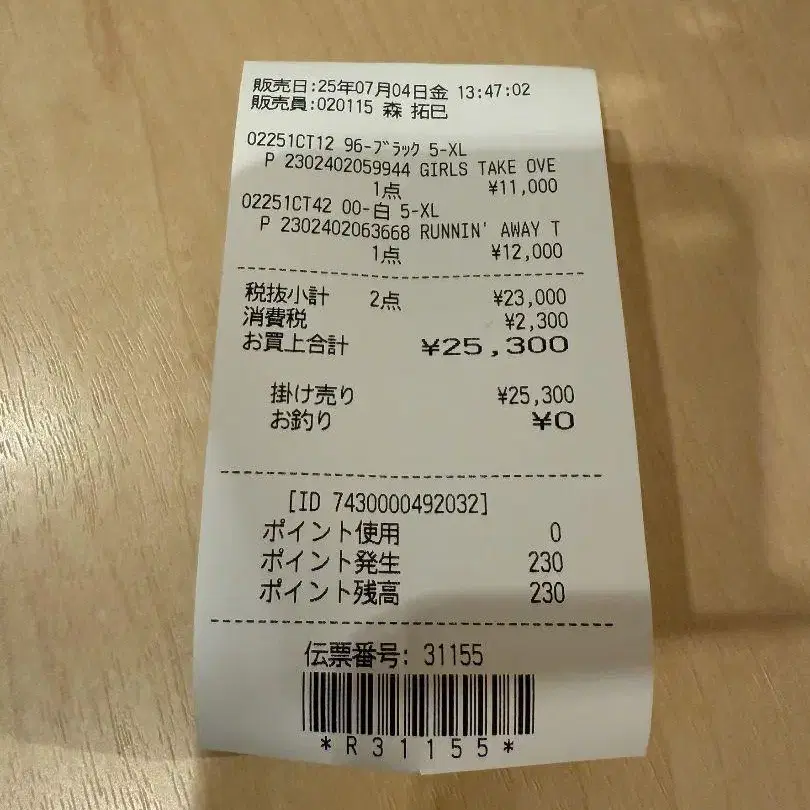 販売日:25年07月04日金 13:47:02
販売員:020115 森 拓巳
02251CT12 96-ﾌﾞﾗｯｸ 5-XL
P 2302402059944 GIRLS TAKE OVE
1点 ¥11,000
02251CT42 00-白 5-XL
P 2302402063668 RUNNIN' AWAY T
1点 ¥12,000
税抜小計 2点 ¥23,000
消費税 ¥2,300
お買上合計 ¥25,300
掛け売り ¥25,300
お釣り ¥0
[ID 7430000492032]
ポイント使用 0
ポイント発生 230
ポイント残高 230
伝票番号: 31155
*R31155*